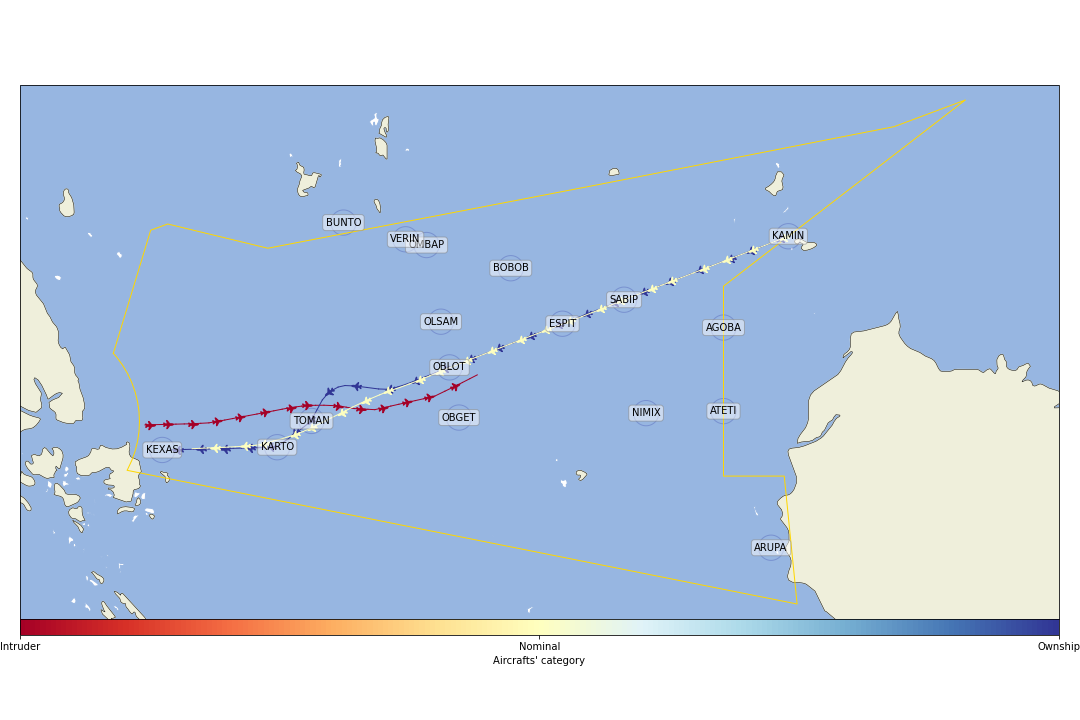 BUNTO
KAMIN
VERIN
OMBAP
BOBOB
SABIP
OLSAM
ESPIT
AGOBA
OBLOT
TOMAN
OBGET
NIMIX
ATETI
KEXAS
KARTO
ARUPA
Intruder
Nominal
Ownship
Aircrafts' category